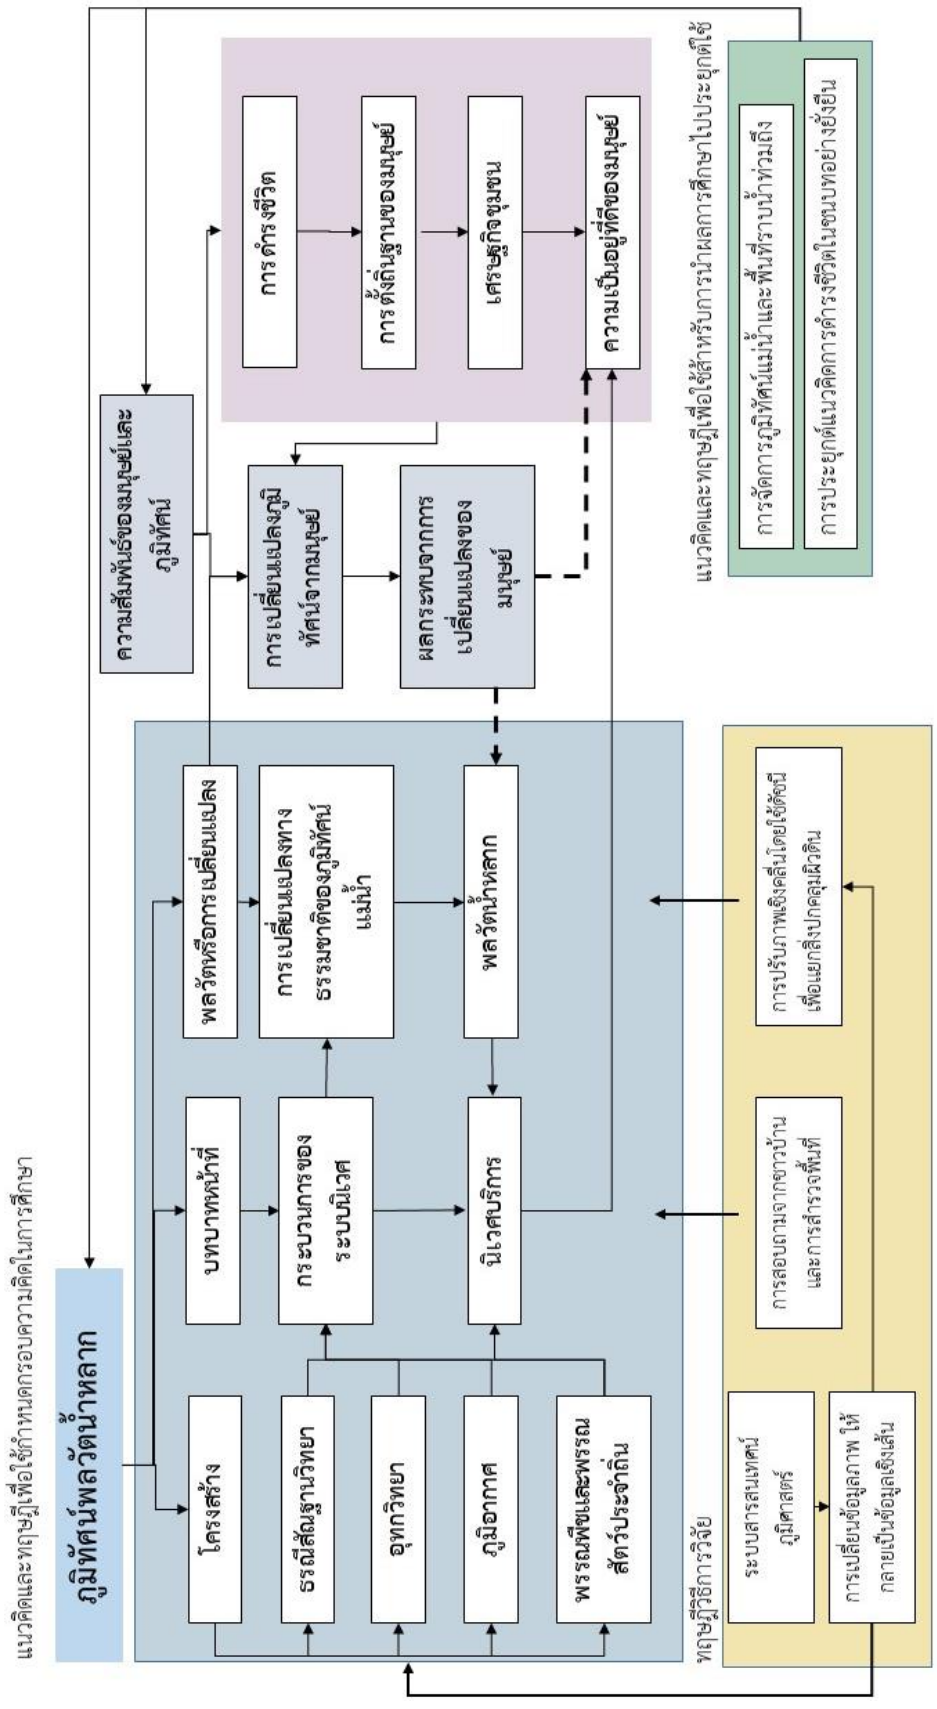 แนวคิดและทฤษฎีเพื่อใช้กำหนดกรอบความคิดในการศึกษา
ภูมิทศน์พลวัตน้ำหลาก
ความสัมพันธ์ของมนุษย์และ
ภูมิทัศน์
โครงสร้าง
บทบาทหน้าที่
พลวัตหรือการเปลี่ยนแปลง
ธรณีสัณฐานวิทยา
อุทกวิทยา
ภูมิอากาศ
พรรณพืชและพรรณ
สัตว์ประจำถิ่น
กระบวนการของ
ระบบนิเวศ
นิเวศบริการ
การเปลี่ยนแปลงทาง
ธรรมชาติของภูมิทัศน์
แม่น้ำ
พลวัตน้ำหลาก
การเปลี่ยนแปลงภูมิ
ทัศน์จากมนุษย์
ผลกระทบจากการ
เปลี่ยนแปลงของ
มนุษย์
การดำรงชีวิต
การตั้งถิ่นฐานของมนุษย์
เศรษฐกิจชุมชน
ความเป็นอยู่ที่ดีของมนุษย์
ทฤษฎีวิธีการวิจัย
ระบบสารสนเทศ
ภูมิศาสตร์
การเปลี่ยนข้อมูลภาพ ให้
กลายเป็นข้อมูลเชิงเส้น
การสอบถามจากชาวบ้าน
และการสำรวจพื้นที่
การปรับภาพเชิงคลื่นโดยใช้ดัชนี
เพื่อแยกสิ่งปกคลุมผิวดิน
แนวคิดและทฤษฎีเพื่อใช้สำหรับการนำผลการศึกษาไปประยุกต์ใช้
การจัดการภูมิทัศน์แม่น้ำและพื้นที่ราบน้ำท่วมถึง
การประยุกต์แนวคิดการดำรงชีวิตในชนบทอย่างยั่งยืน